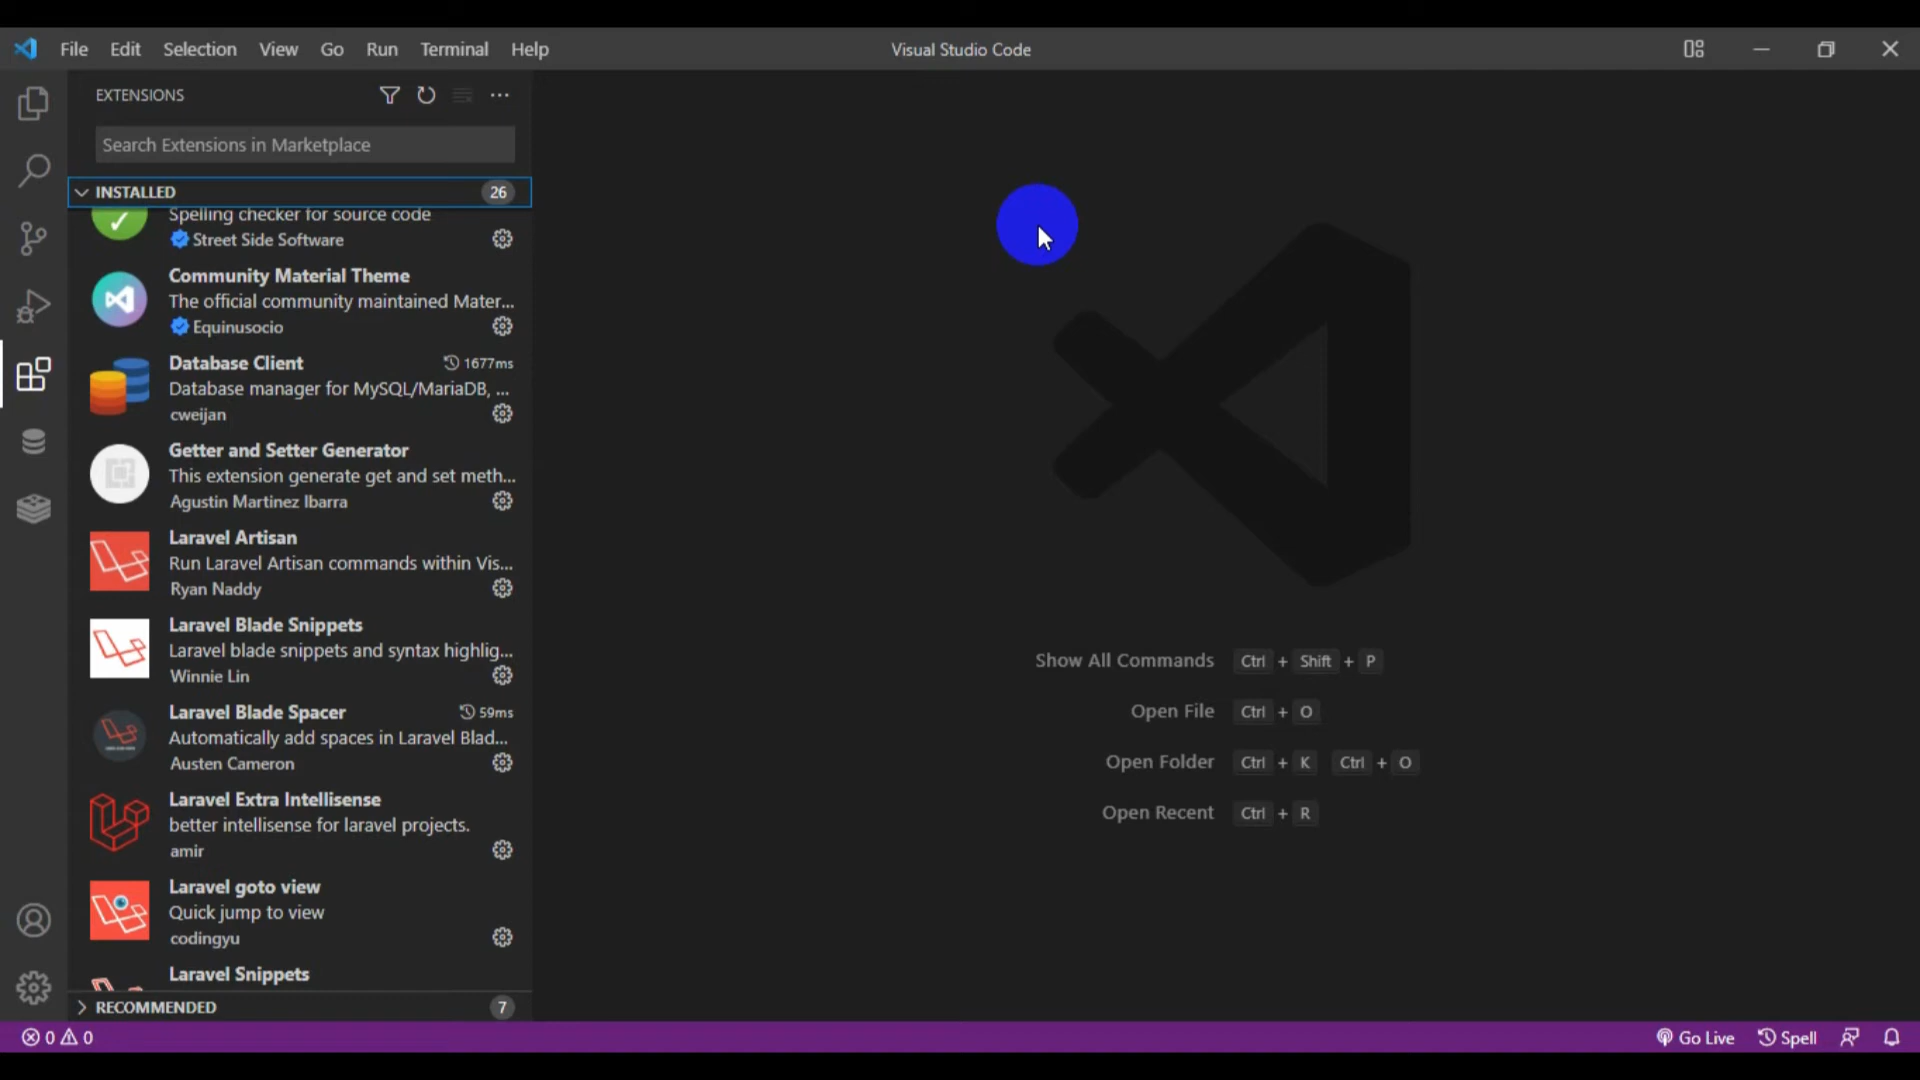 File Edit Selection View Go Run Terminal Help
Visual Studio Code
EXTENSIONS
Search Extensions in Marketplace
INSTALLED 26
Spelling checker for source code
Street Side Software
Community Material Theme
The official community maintained Mater...
Equinusocio
Database Client 1677ms
Database manager for MySQL/MariaDB, ...
cweijan
Getter and Setter Generator
This extension generate get and set meth...
Agustin Martinez Ibarra
Laravel Artisan
Run Laravel Artisan commands within Vis...
Ryan Naddy
Laravel Blade Snippets
Laravel blade snippets and syntax highlig...
Winnie Lin
Laravel Blade Spacer 59ms
Automatically add spaces in Laravel Blad...
Austen Cameron
Laravel Extra Intellisense
better intellisense for laravel projects.
amir
Laravel goto view
Quick jump to view
codingyu
Laravel Snippets
RECOMMENDED 7
Show All Commands Ctrl + Shift + P
Open File Ctrl + O
Open Folder Ctrl + K Ctrl + O
Open Recent Ctrl + R
0 0
Go Live Spell